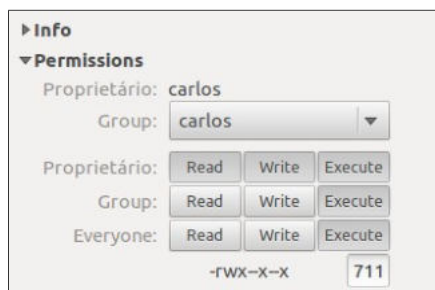 Info
Permissions
Proprietário: carlos
Group: carlos
Proprietário: Read Write Execute
Group: Read Write Execute
Everyone: Read Write Execute
-rwx--x--x 711